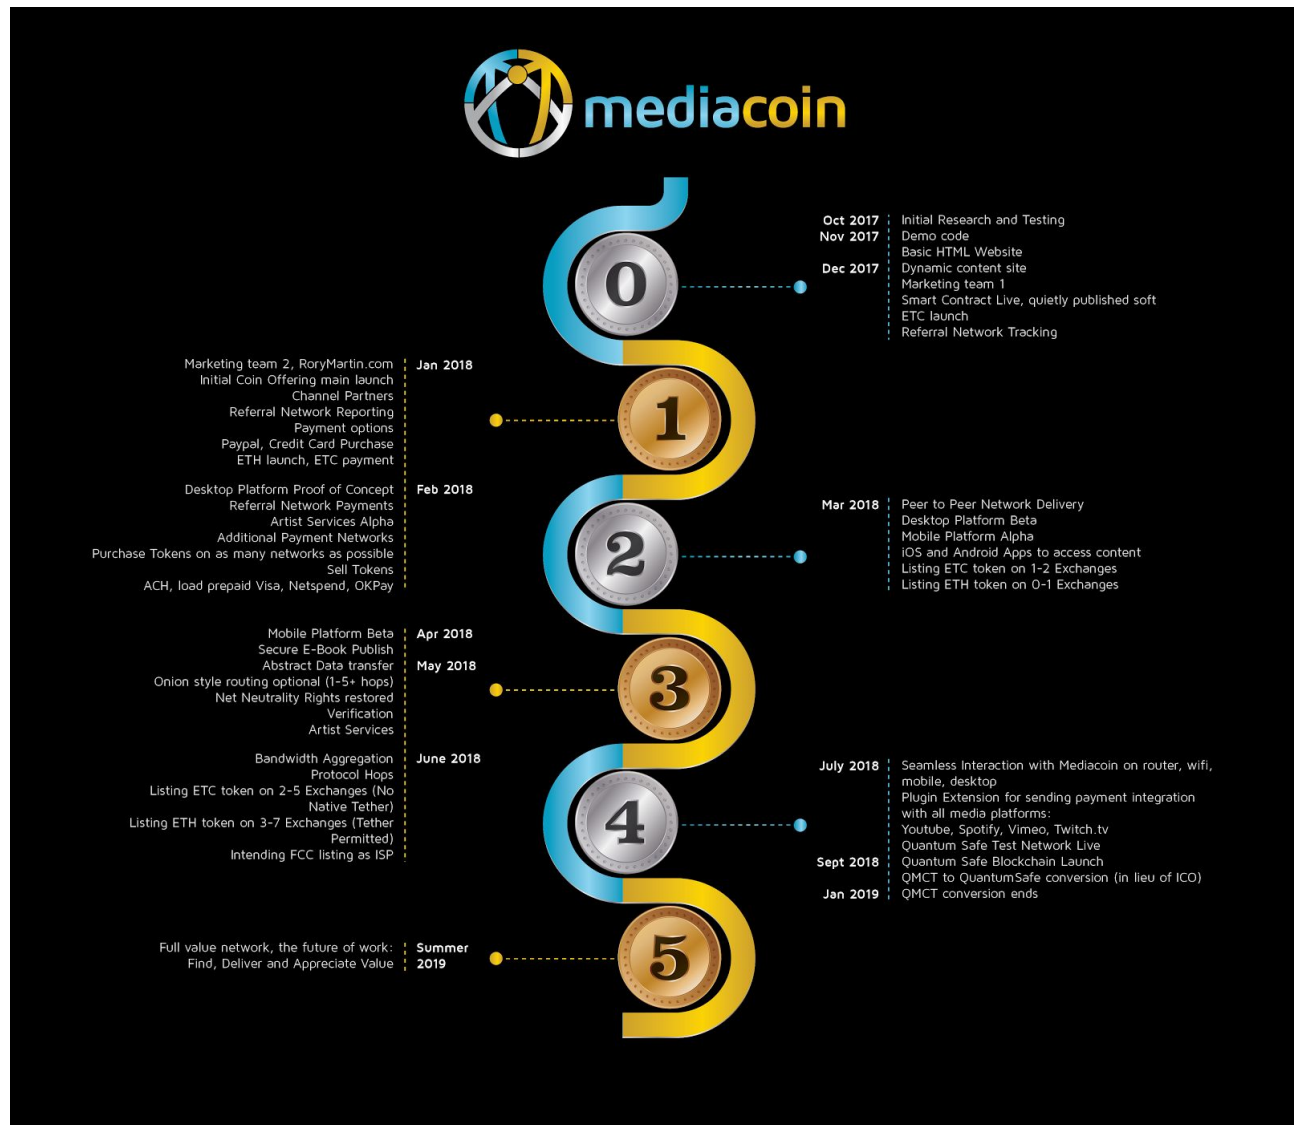 mediacoin
0
Oct 2017 Initial Research and Testing
Nov 2017 Demo code
Basic HTML Website
Dec 2017 Dynamic content site
Marketing team 1
Smart Contract Live, quietly published soft
ETC launch
Referral Network Tracking
1
Marketing team 2, RoryMartin.com Jan 2018
Initial Coin Offering main launch
Channel Partners
Referral Network Reporting
Payment options
Paypal, Credit Card Purchase
ETH launch, ETC payment
Desktop Platform Proof of Concept Feb 2018
Referral Network Payments
Artist Services Alpha
Additional Payment Networks
Purchase Tokens on as many networks as possible
Sell Tokens
ACH, load prepaid Visa, Netspend, OKPay
2
Mar 2018 Peer to Peer Network Delivery
Desktop Platform Beta
Mobile Platform Alpha
iOS and Android Apps to access content
Listing ETC token on 1-2 Exchanges
Listing ETH token on 0-1 Exchanges
3
Mobile Platform Beta Apr 2018
Secure E-Book Publish
Abstract Data transfer May 2018
Onion style routing optional (1-5+ hops)
Net Neutrality Rights restored
Verification
Artist Services
Bandwidth Aggregation June 2018
Protocol Hops
Listing ETC token on 2-5 Exchanges (No
Native Tether)
Listing ETH token on 3-7 Exchanges (Tether
Permitted)
Intending FCC listing as ISP
4
July 2018 Seamless Interaction with Mediacoin on router, wifi,
mobile, desktop
Plugin Extension for sending payment integration
with all media platforms:
Youtube, Spotify, Vimeo, Twitch.tv
Quantum Safe Test Network Live
Sept 2018 Quantum Safe Blockchain Launch
QMCT to QuantumSafe conversion (in lieu of ICO)
Jan 2019 QMCT conversion ends
5
Full value network, the future of work: Summer
Find, Deliver and Appreciate Value 2019